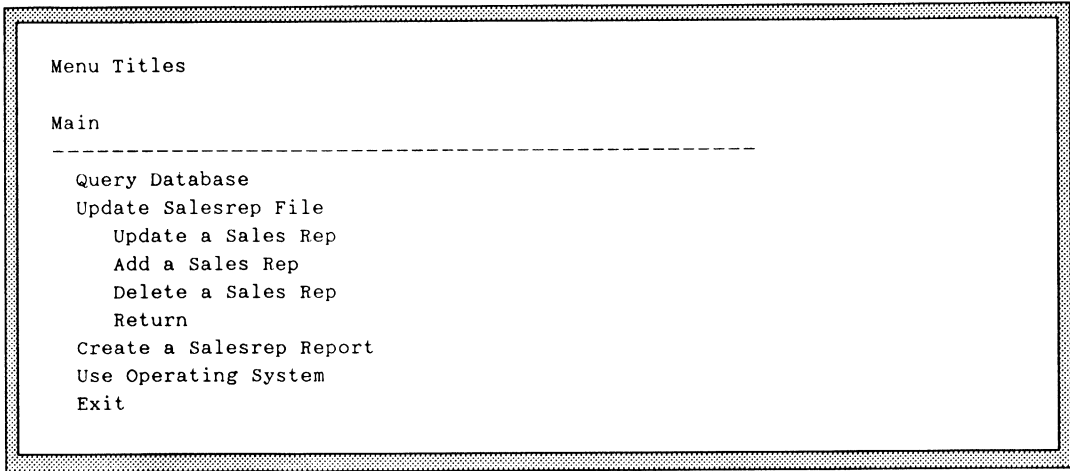 Menu Titles
Main
Query Database
Update Salesrep File
Update a Sales Rep
Add a Sales Rep
Delete a Sales Rep
Return
Create a Salesrep Report
Use Operating System
Exit